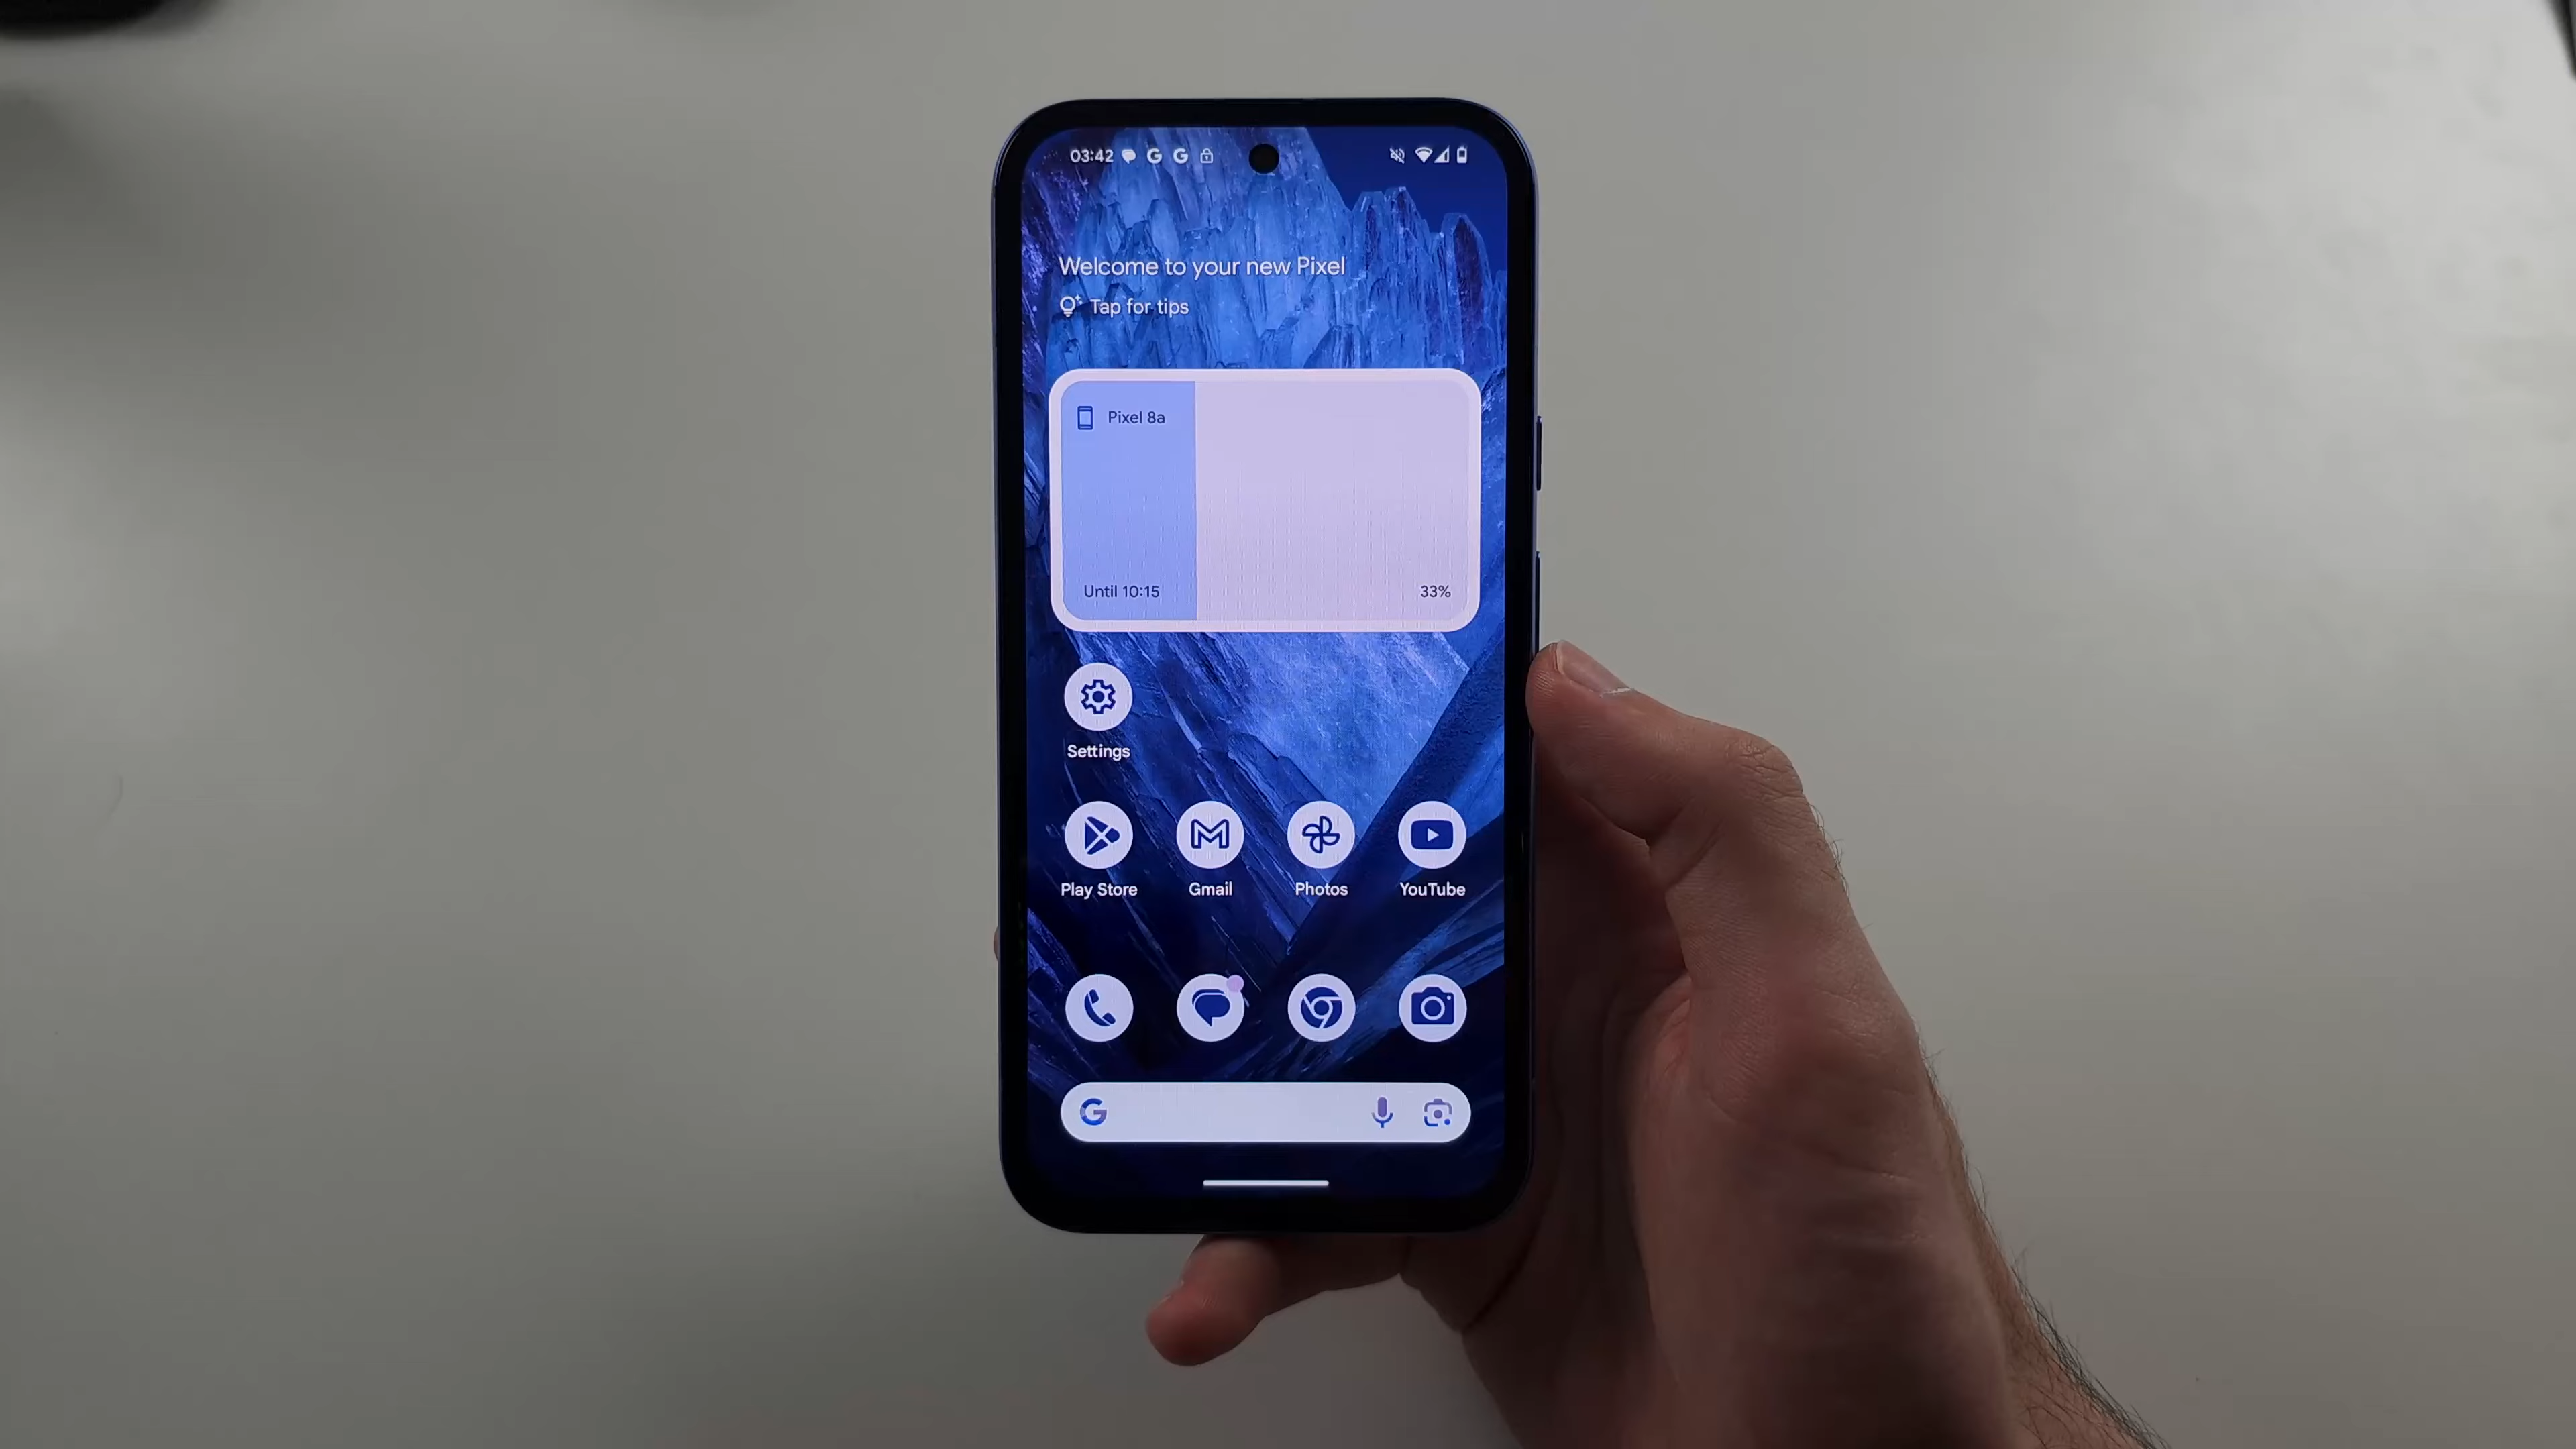 03:42
Welcome to your new Pixel
Tap for tips
Pixel 8a
Until 10:15
33%
Settings
Play Store
Gmail
Photos
YouTube